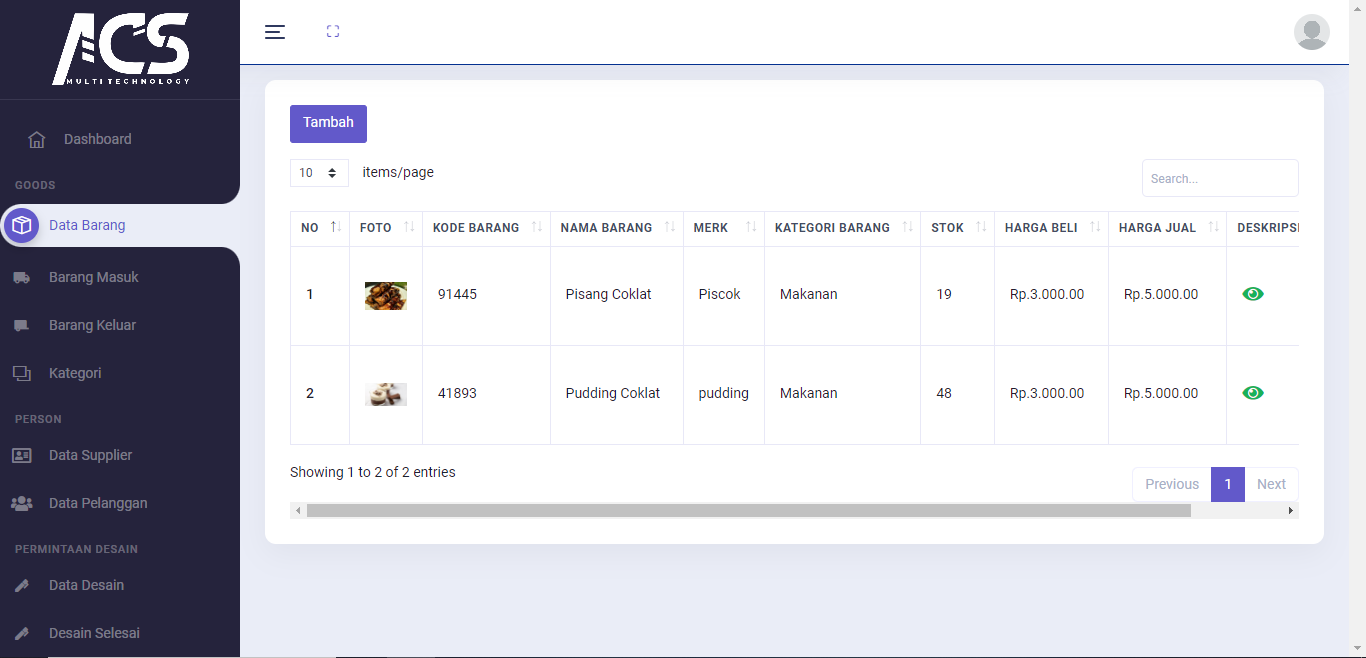 ACS
MULTI TECHNOLOGY
Dashboard
GOODS
Data Barang
Barang Masuk
Barang Keluar
Kategori
PERSON
Data Supplier
Data Pelanggan
PERMINTAAN DESAIN
Data Desain
Desain Selesai
Tambah
10 items/page
Search...
NO FOTO KODE BARANG NAMA BARANG MERK KATEGORI BARANG STOK HARGA BELI HARGA JUAL DESKRIPSI
1 91445 Pisang Coklat Piscok Makanan 19 Rp.3.000.00 Rp.5.000.00
2 41893 Pudding Coklat pudding Makanan 48 Rp.3.000.00 Rp.5.000.00
Showing 1 to 2 of 2 entries
Previous 1 Next